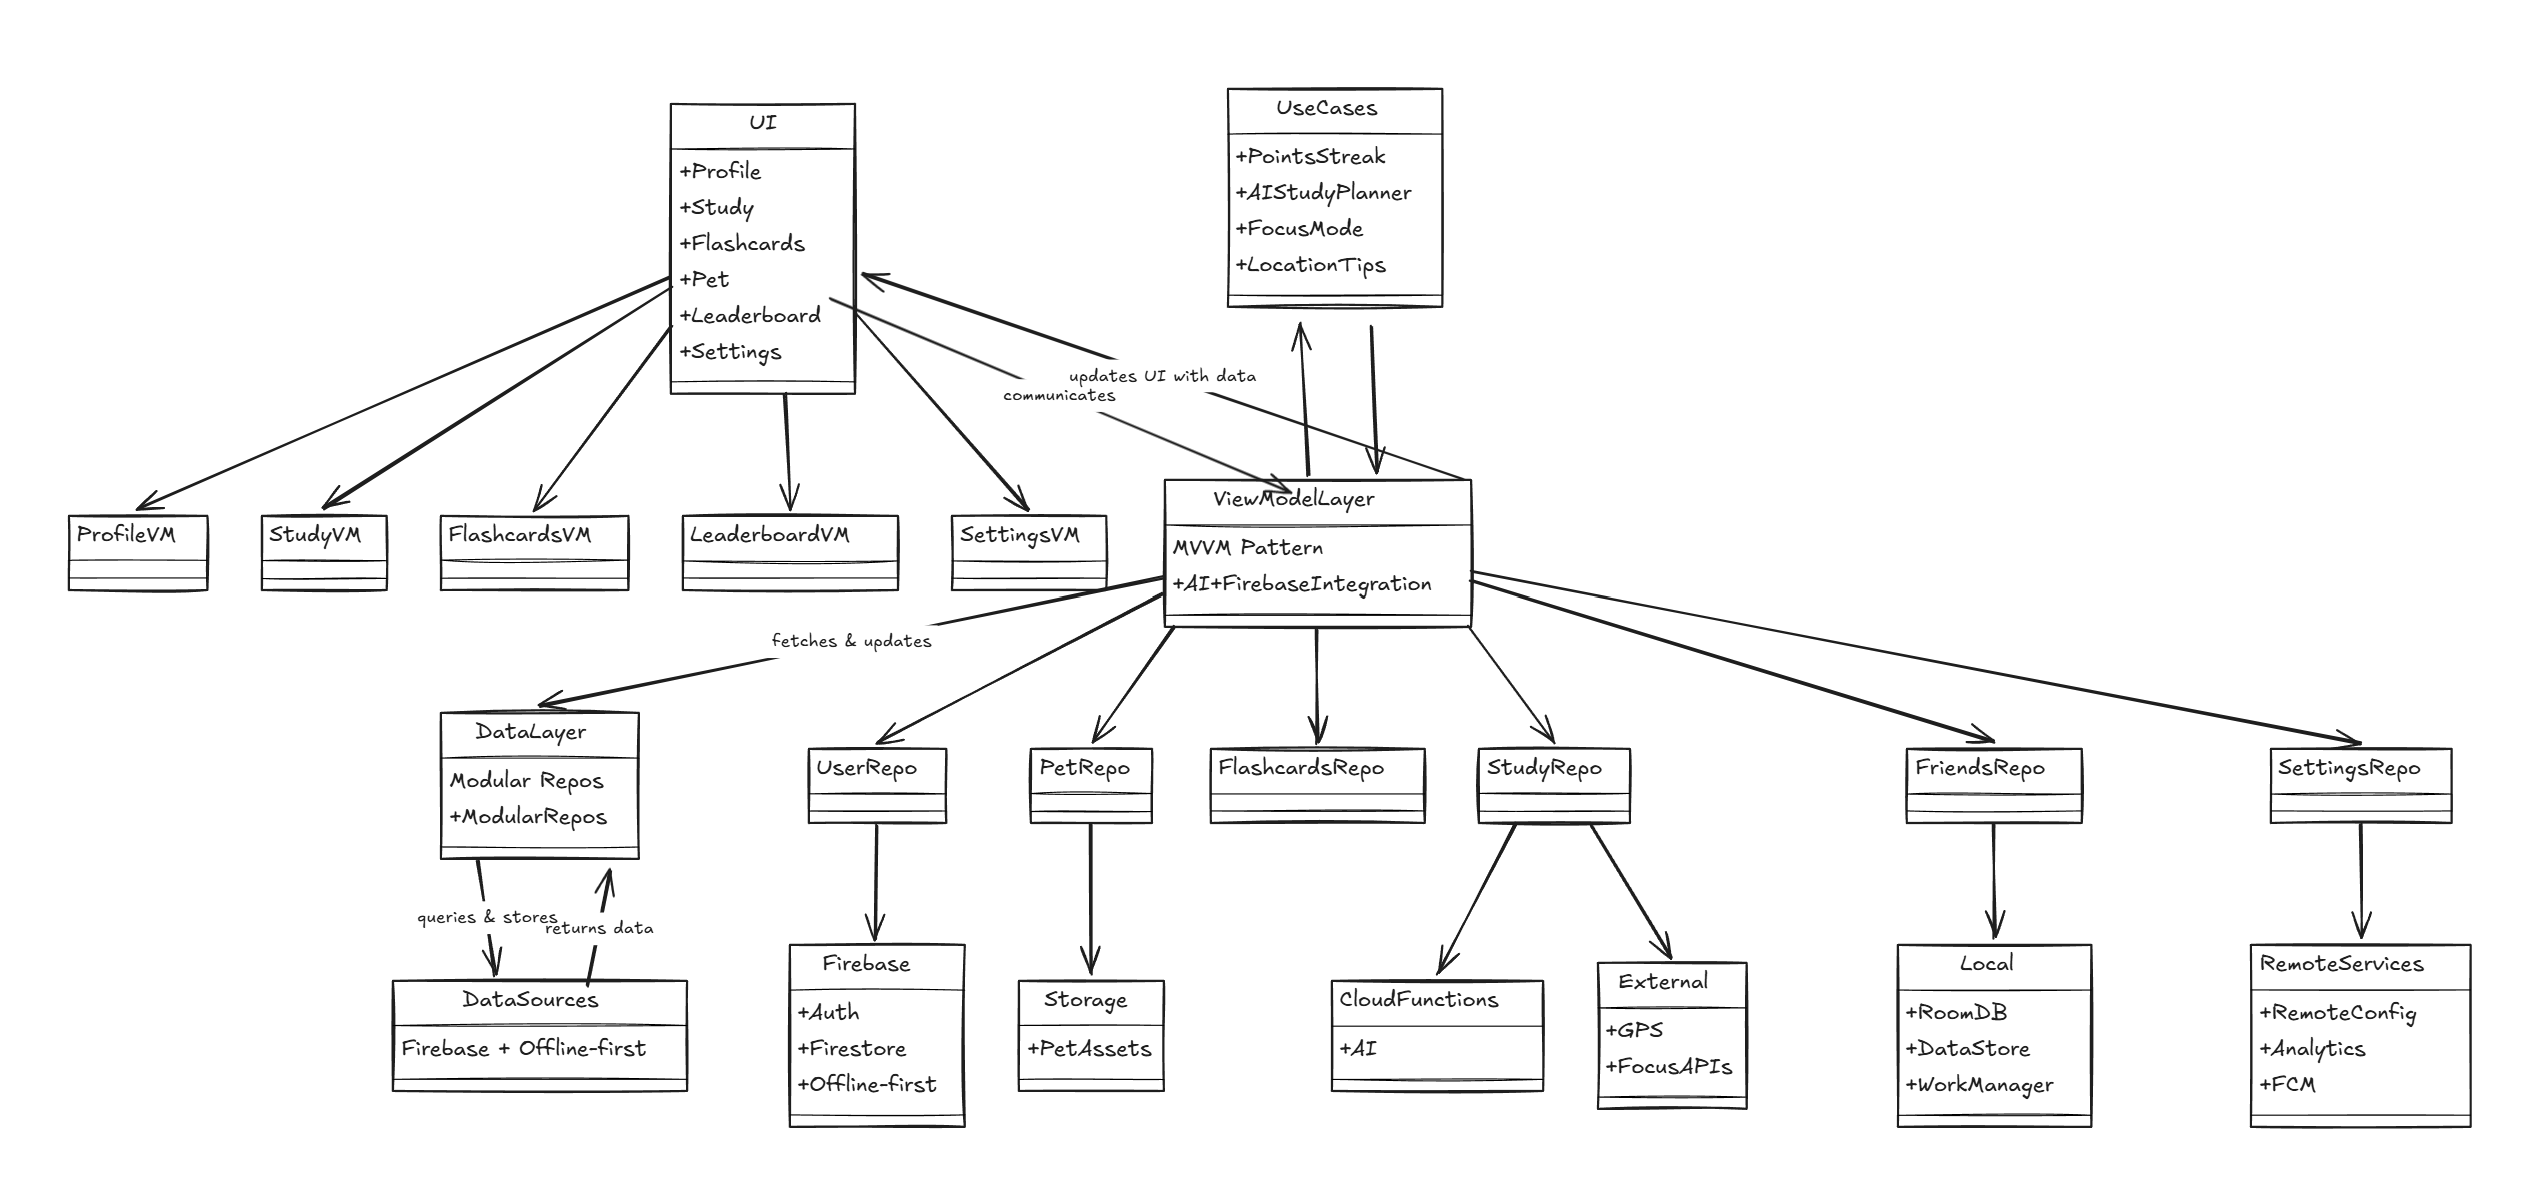 UI
+Profile
+Study
+Flashcards
+Pet
+Leaderboard
+Settings
UseCases
+PointsStreak
+AIStudyPlanner
+FocusMode
+LocationTips
updates UI with data
communicates
ProfileVM
StudyVM
FlashcardsVM
LeaderboardVM
SettingsVM
ViewModelLayer
MVVM Pattern
+AI+FirebaseIntegration
fetches & updates
DataLayer
Modular Repos
+ModularRepos
UserRepo
PetRepo
FlashcardsRepo
StudyRepo
FriendsRepo
SettingsRepo
queries & stores
returns data
DataSources
Firebase + Offline-first
Firebase
+Auth
+Firestore
+Offline-first
Storage
+PetAssets
CloudFunctions
+AI
External
+GPS
+FocusAPIs
Local
+RoomDB
+DataStore
+WorkManager
RemoteServices
+RemoteConfig
+Analytics
+FCM